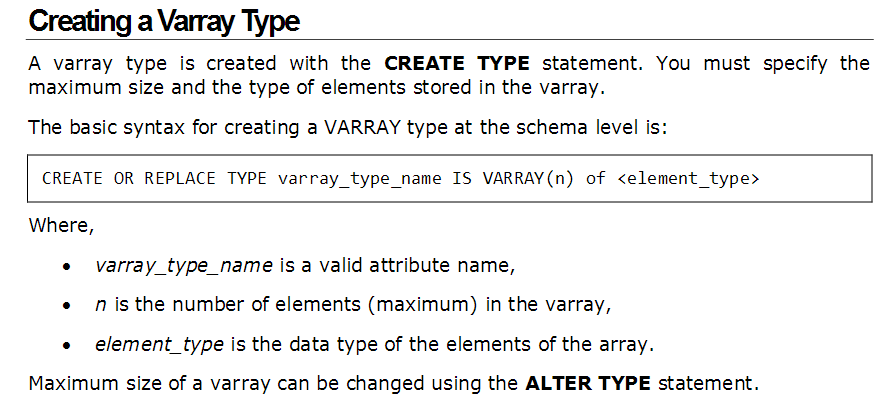 Creating a Varray Type
A varray type is created with the CREATE TYPE statement. You must specify the
maximum size and the type of elements stored in the varray.
The basic syntax for creating a VARRAY type at the schema level is:
CREATE OR REPLACE TYPE varray_type_name IS VARRAY(n) of <element_type>
Where,
• varray_type_name is a valid attribute name,
• n is the number of elements (maximum) in the varray,
• element_type is the data type of the elements of the array.
Maximum size of a varray can be changed using the ALTER TYPE statement.